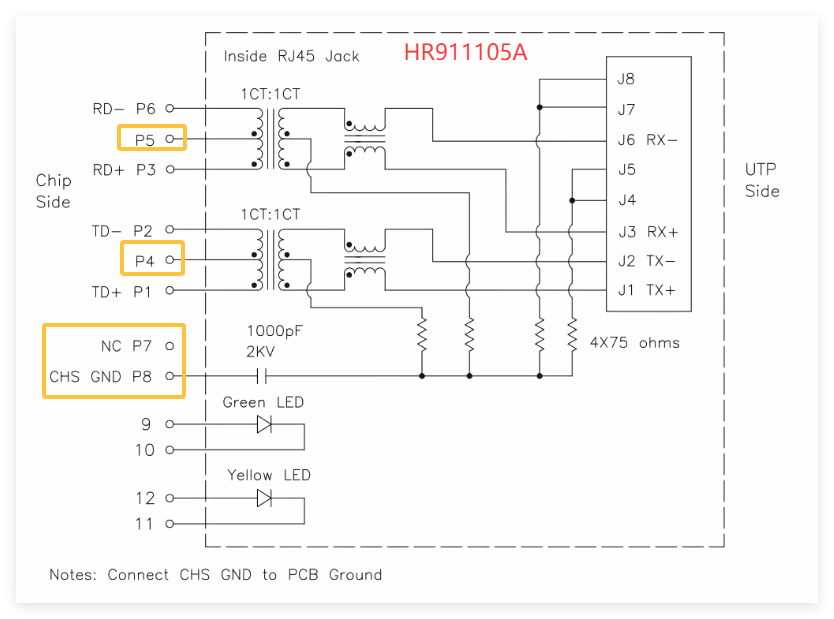 Inside RJ45 Jack HR911105A
J8
1CT:1CT
RD- P6
J7
P5
J6 RX-
RD+ P3
J5
Chip
Side
UTP
Side
J4
1CT:1CT
TD- P2
J3 RX+
P4
J2 TX-
TD+ P1
J1 TX+
1000pF
2KV
NC P7
4X75 ohms
CHS GND P8
Green LED
9
10
Yellow LED
12
11
Notes: Connect CHS GND to PCB Ground